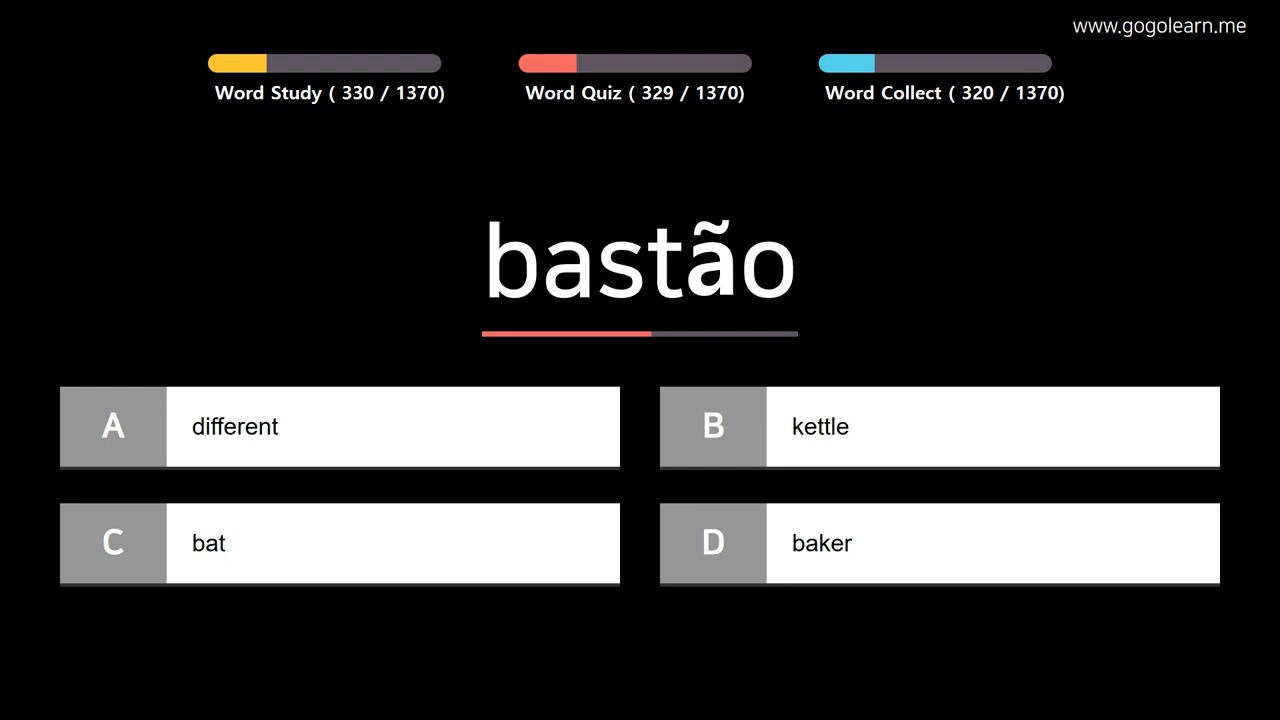 www.gogolearn.me
Word Study ( 330 / 1370)
Word Quiz ( 329 / 1370)
Word Collect ( 320 / 1370)
bastão
A
different
B
kettle
C
bat
D
baker